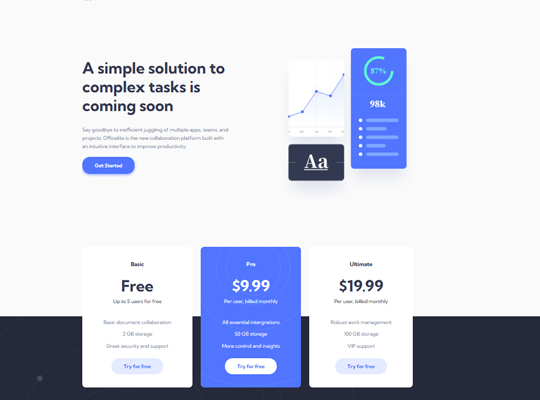 A simple solution to
complex tasks is
coming soon
Say goodbye to inefficient juggling of multiple apps, teams, and
projects. Officelite is the new collaboration platform built with
an intuitive interface to improve productivity.
Get Started
87%
98k
Aa
Basic
Free
Up to 5 users for free
Basic document collaboration
2 GB storage
Great security and support
Try for free
Pro
$9.99
Per user, billed monthly
All essential intergrations
50 GB storage
More control and insights
Try for free
Ultimate
$19.99
Per user, billed monthly
Robust work management
100 GB storage
VIP support
Try for free